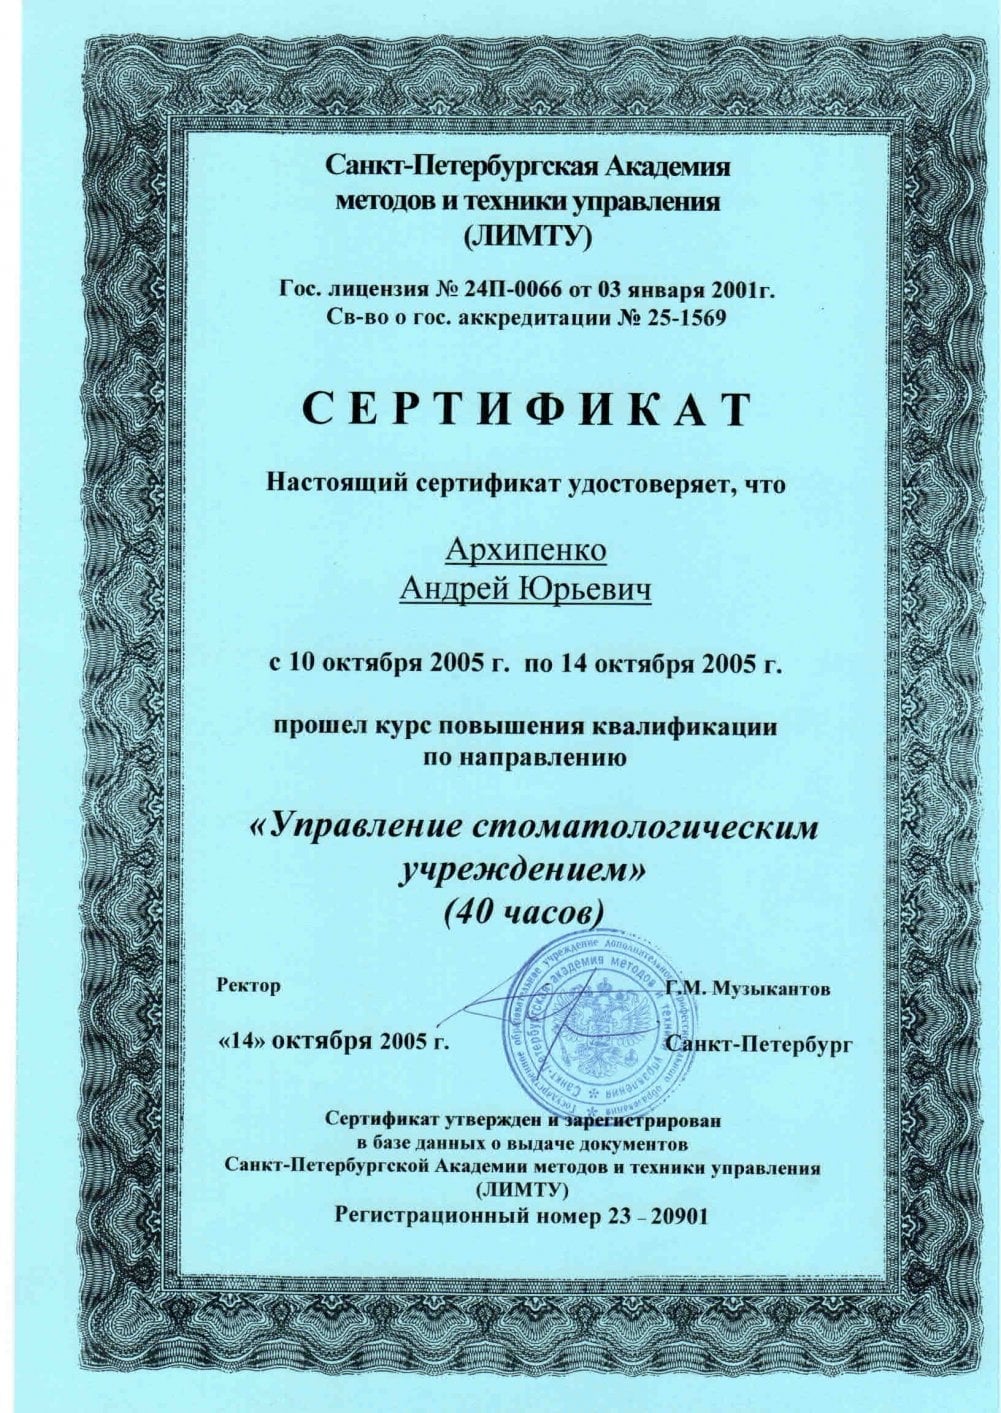 Санкт-Петербургская Академия
методов и техники управления
(ЛИМТУ)
Гос. лицензия № 24П-0066 от 03 января 2001г.
Св-во о гос. аккредитации № 25-1569
СЕРТИФИКАТ
Настоящий сертификат удостоверяет, что
Архипенко
Андрей Юрьевич
с 10 октября 2005 г. по 14 октября 2005 г.
прошел курс повышения квалификации
по направлению
«Управление стоматологическим
учреждением»
(40 часов)
Ректор Г.М. Музыкантов
«14» октября 2005 г. Санкт-Петербург
Государственное образовательное учреждение дополнительного профессионального образования
Санкт-Петербургская академия методов и техники управления
Сертификат утвержден и зарегистрирован
в базе данных о выдаче документов
Санкт-Петербургской Академии методов и техники управления
(ЛИМТУ)
Регистрационный номер 23 – 20901